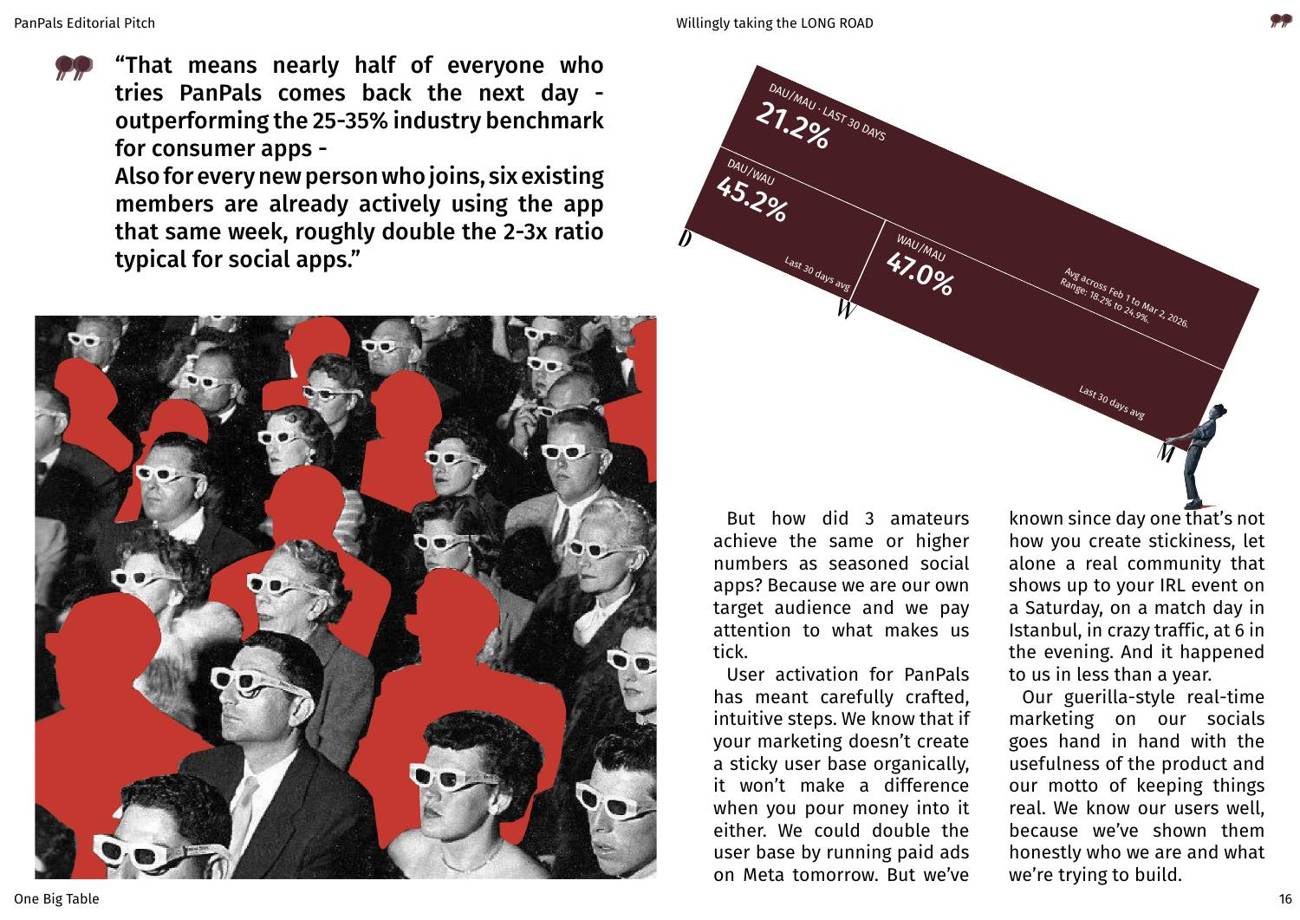 PanPals Editorial Pitch
Willingly taking the LONG ROAD
“That means nearly half of everyone who
tries PanPals comes back the next day -
outperforming the 25-35% industry benchmark
for consumer apps -
Also for every new person who joins, six existing
members are already actively using the app
that same week, roughly double the 2-3x ratio
typical for social apps.”
DAU/MAU · LAST 30 DAYS
21.2%
Avg across Feb 1 to Mar 2, 2026.
Range: 18.2% to 24.9%.
DAU/WAU
45.2%
Last 30 days avg
WAU/MAU
47.0%
Last 30 days avg
D
W
M
But how did 3 amateurs
achieve the same or higher
numbers as seasoned social
apps? Because we are our own
target audience and we pay
attention to what makes us
tick.
User activation for PanPals
has meant carefully crafted,
intuitive steps. We know that if
your marketing doesn’t create
a sticky user base organically,
it won’t make a difference
when you pour money into it
either. We could double the
user base by running paid ads
on Meta tomorrow. But we’ve
known since day one that’s not
how you create stickiness, let
alone a real community that
shows up to your IRL event on
a Saturday, on a match day in
Istanbul, in crazy traffic, at 6 in
the evening. And it happened
to us in less than a year.
Our guerilla-style real-time
marketing on our socials
goes hand in hand with the
usefulness of the product and
our motto of keeping things
real. We know our users well,
because we’ve shown them
honestly who we are and what
we’re trying to build.
One Big Table
16